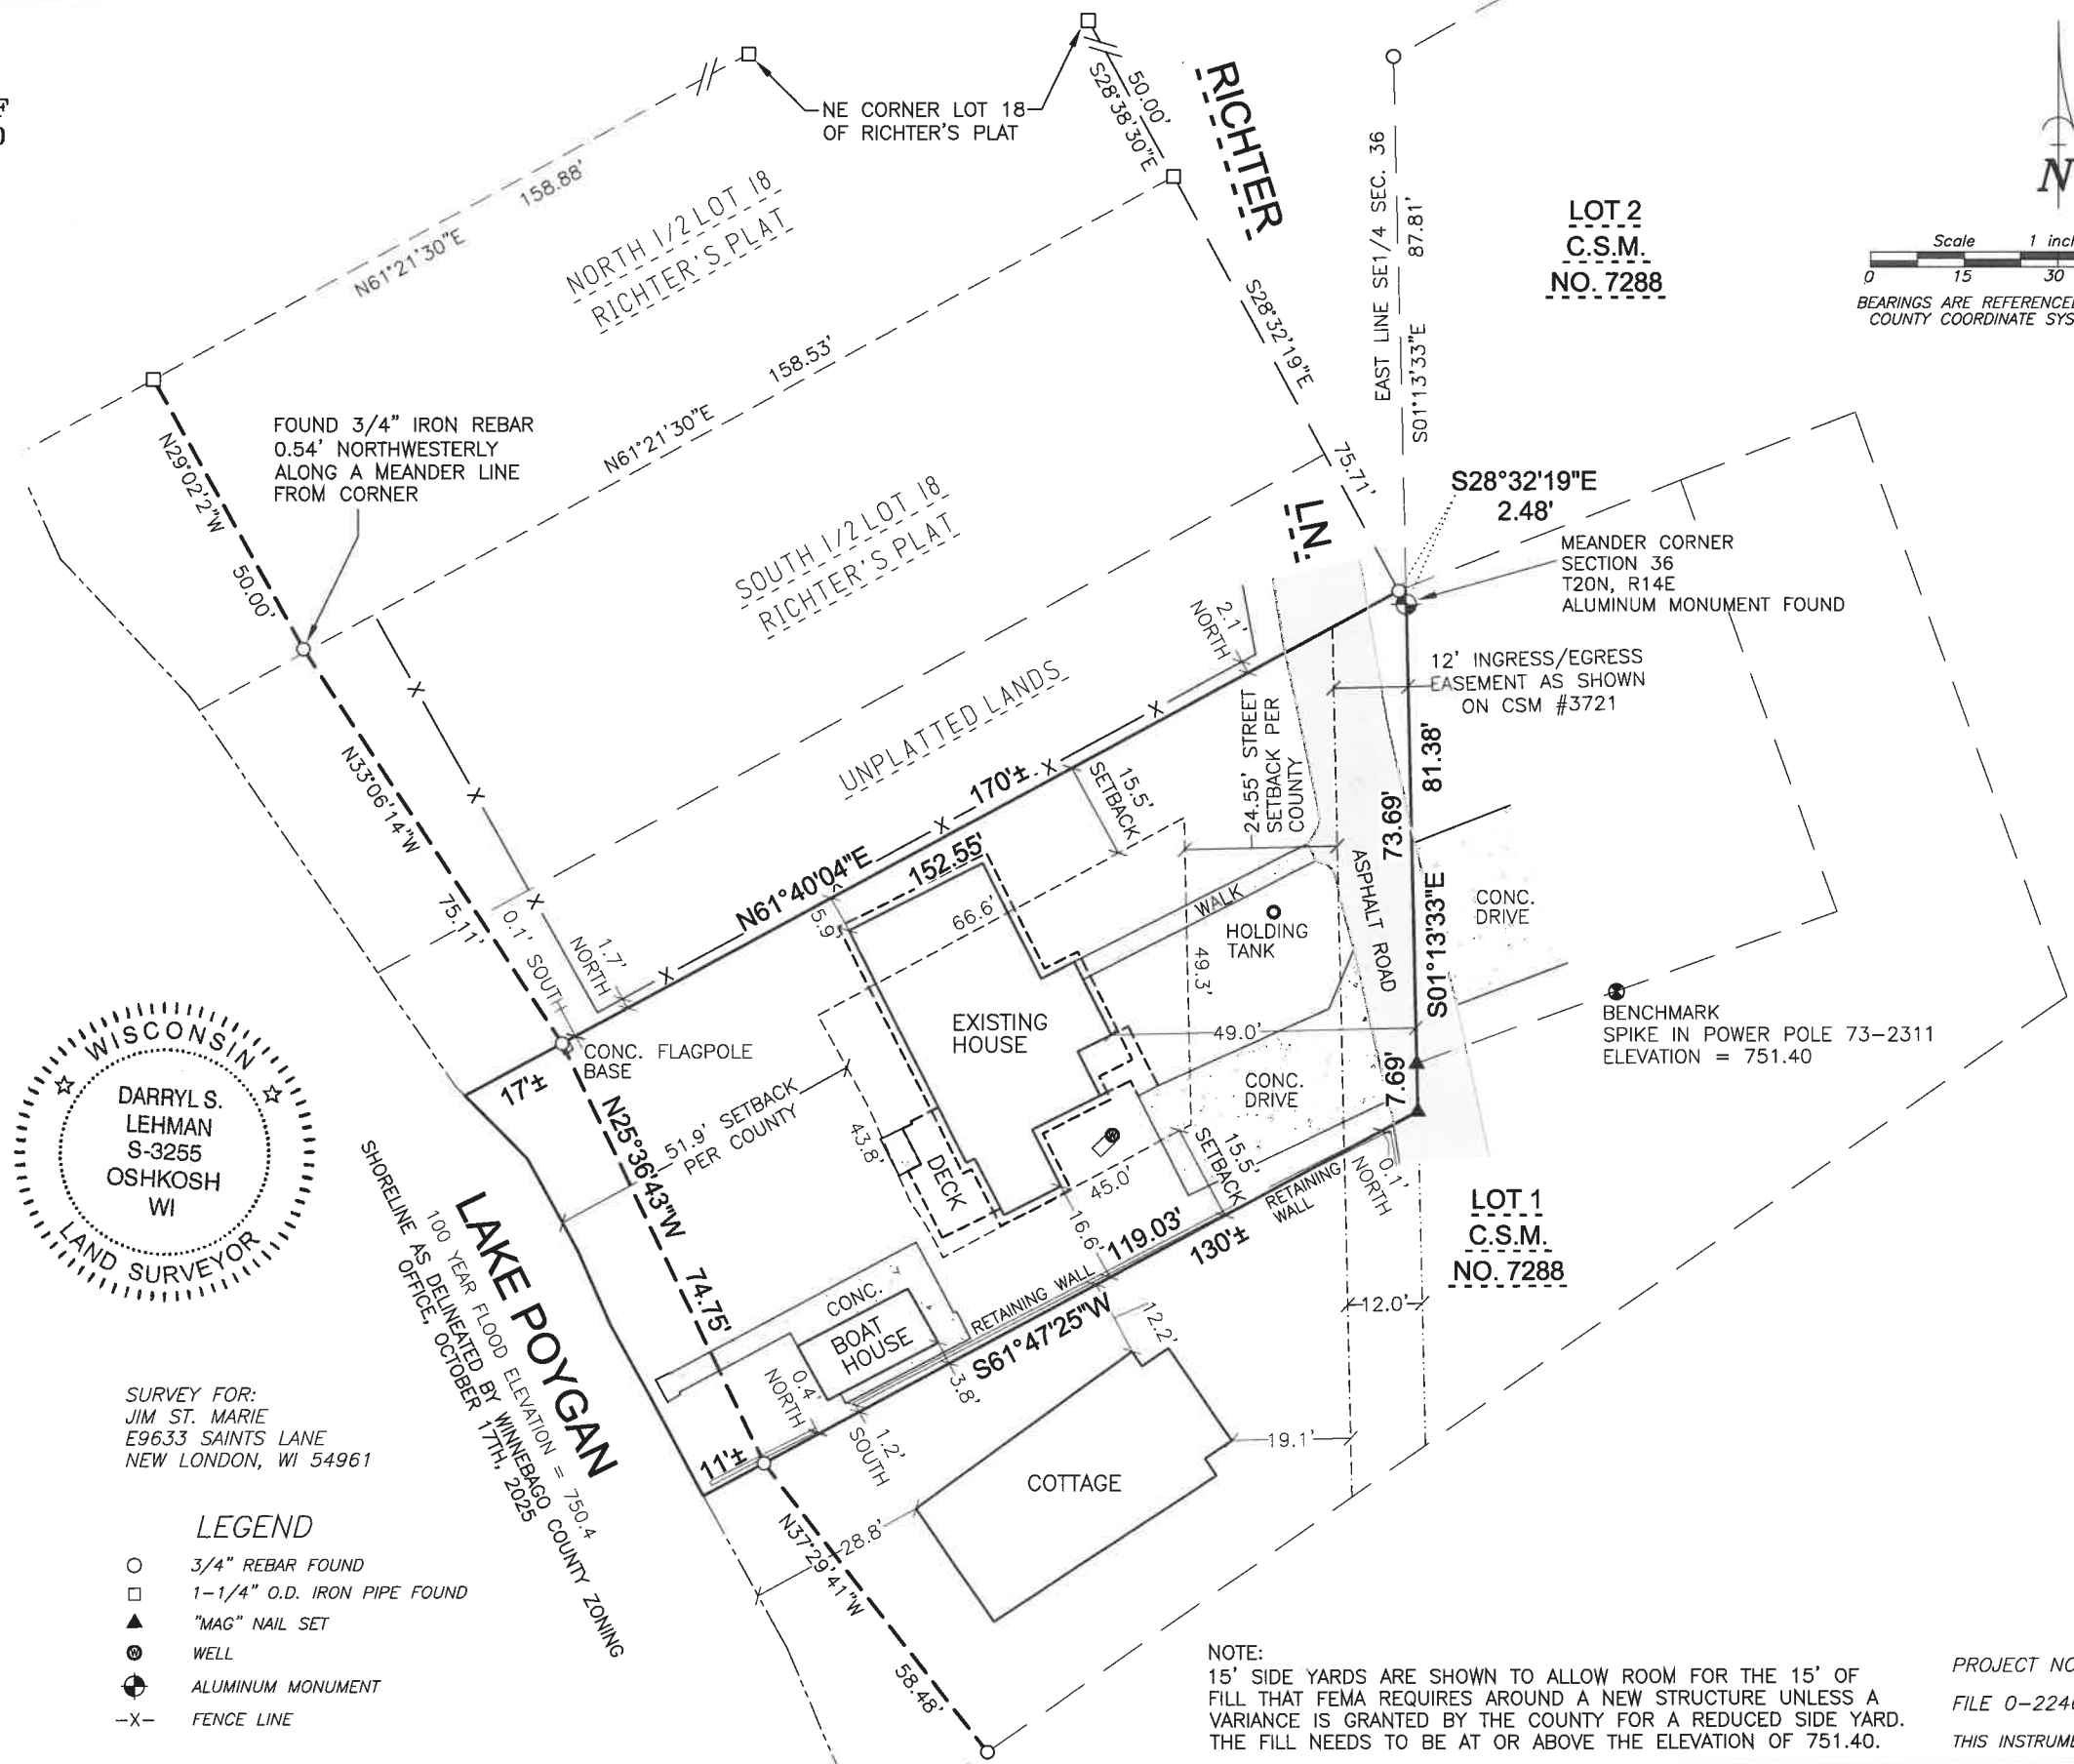 NE CORNER LOT 18
OF RICHTER'S PLAT
50.00'
S28°38'30"E
RICHTER
LN.
158.88'
N61°21'30"E
NORTH 1/2 LOT 18
RICHTER'S PLAT
EAST LINE SE1/4 SEC. 36
87.81'
S01°13'33"E
LOT 2
C.S.M.
NO. 7288
N
Scale
1 inc
0
15
30
BEARINGS ARE REFERENCE
COUNTY COORDINATE SYS
S28°32'19"E
75.71'
158.53'
N61°21'30"E
FOUND 3/4" IRON REBAR
0.54' NORTHWESTERLY
ALONG A MEANDER LINE
FROM CORNER
N29°02'2"W
50.00'
SOUTH 1/2 LOT 18
RICHTER'S PLAT
S28°32'19"E
2.48'
MEANDER CORNER
SECTION 36
T20N, R14E
ALUMINUM MONUMENT FOUND
2.1'
NORTH
12' INGRESS/EGRESS
EASEMENT AS SHOWN
ON CSM #3721
UNPLATTED LANDS
N33°06'14"W
75.11'
170'±
15.5'
SETBACK
24.55' STREET
SETBACK PER
COUNTY
81.38'
73.69'
N61°40'04"E
152.55'
5.9'
66.6'
0.1' SOUTH
1.7'
NORTH
WALK
HOLDING
TANK
ASPHALT ROAD
S01°13'33"E
CONC.
DRIVE
49.3'
EXISTING
HOUSE
49.0'
BENCHMARK
SPIKE IN POWER POLE 73-2311
ELEVATION = 751.40
WISCONSIN
DARRYL S.
LEHMAN
S-3255
OSHKOSH
WI
LAND SURVEYOR
CONC. FLAGPOLE
BASE
17'±
51.9' SETBACK
PER COUNTY
N25°36'43"W
74.75'
43.8'
DECK
CONC.
DRIVE
7.69'
W
45.0'
15.5'
SETBACK
RETAINING
WALL
0.1'
NORTH
16.6'
119.03'
130'±
LOT 1
C.S.M.
NO. 7288
12.0'
LAKE POYGAN
100 YEAR FLOOD ELEVATION = 750.4
SHORELINE AS DELINEATED BY WINNEBAGO COUNTY ZONING
OFFICE, OCTOBER 17TH, 2025
CONC.
BOAT
HOUSE
RETAINING WALL
S61°47'25"W
12.2'
3.8'
0.4'
NORTH
1.2'
SOUTH
11'±
19.1'
COTTAGE
28.8'
N37°29'41"W
58.48'
SURVEY FOR:
JIM ST. MARIE
E9633 SAINTS LANE
NEW LONDON, WI 54961
LEGEND
3/4" REBAR FOUND
1-1/4" O.D. IRON PIPE FOUND
"MAG" NAIL SET
WELL
ALUMINUM MONUMENT
-X- FENCE LINE
NOTE:
15' SIDE YARDS ARE SHOWN TO ALLOW ROOM FOR THE 15' OF
FILL THAT FEMA REQUIRES AROUND A NEW STRUCTURE UNLESS A
VARIANCE IS GRANTED BY THE COUNTY FOR A REDUCED SIDE YARD.
THE FILL NEEDS TO BE AT OR ABOVE THE ELEVATION OF 751.40.
PROJECT NO
FILE 0-224
THIS INSTRUM